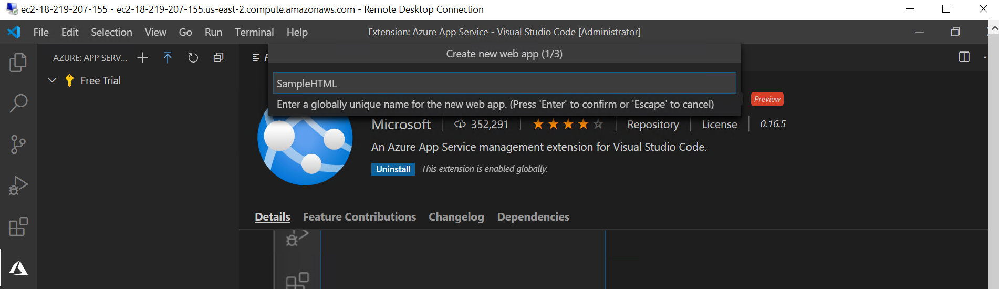 ec2-18-219-207-155 - ec2-18-219-207-155.us-east-2.compute.amazonaws.com - Remote Desktop Connection
File Edit Selection View Go Run Terminal Help Extension: Azure App Service - Visual Studio Code [Administrator]
AZURE: APP SERV...
Create new web app (1/3)
Free Trial
SampleHTML
Enter a globally unique name for the new web app. (Press 'Enter' to confirm or 'Escape' to cancel)
Preview
Microsoft 352,291 Repository License 0.16.5
An Azure App Service management extension for Visual Studio Code.
Uninstall This extension is enabled globally.
Details Feature Contributions Changelog Dependencies